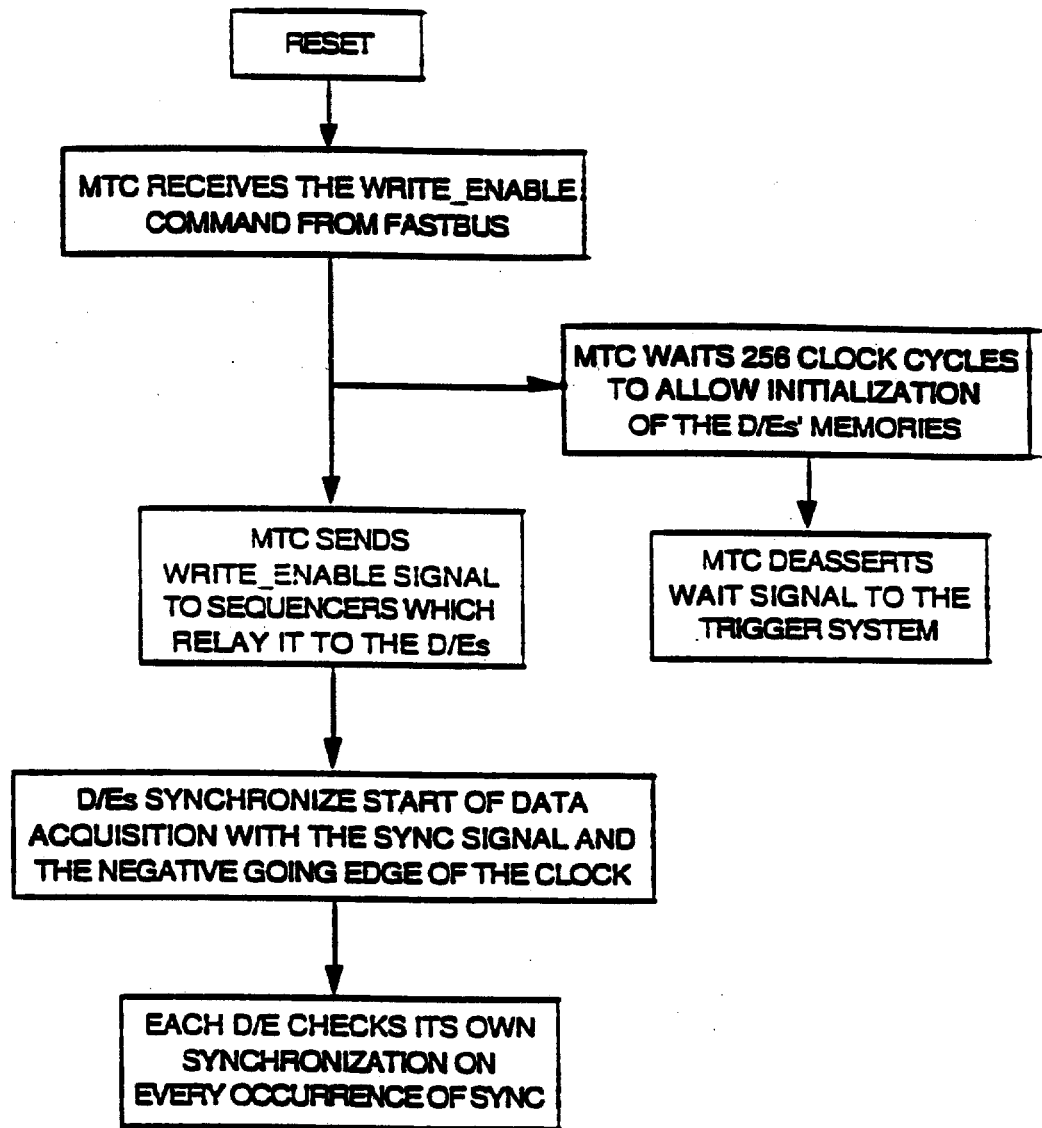 RESET
MTC RECEIVES THE WRITE_ENABLE
COMMAND FROM FASTBUS
MTC WAITS 256 CLOCK CYCLES
TO ALLOW INITIALIZATION
OF THE D/Es' MEMORIES
MTC SENDS
WRITE_ENABLE SIGNAL
TO SEQUENCERS WHICH
RELAY IT TO THE D/Es
MTC DEASSERTS
WAIT SIGNAL TO THE
TRIGGER SYSTEM
D/Es SYNCHRONIZE START OF DATA
ACQUISITION WITH THE SYNC SIGNAL AND
THE NEGATIVE GOING EDGE OF THE CLOCK
EACH D/E CHECKS ITS OWN
SYNCHRONIZATION ON
EVERY OCCURRENCE OF SYNC